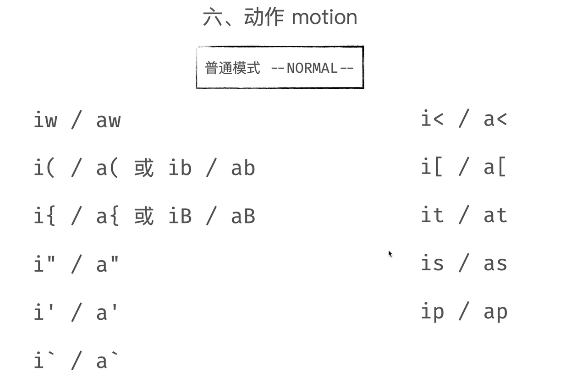 六、动作 motion
普通模式 --NORMAL--
iw / aw
i( / a( 或 ib / ab
i{ / a{ 或 iB / aB
i" / a"
i' / a'
i` / a`
i< / a<
i[ / a[
it / at
is / as
ip / ap